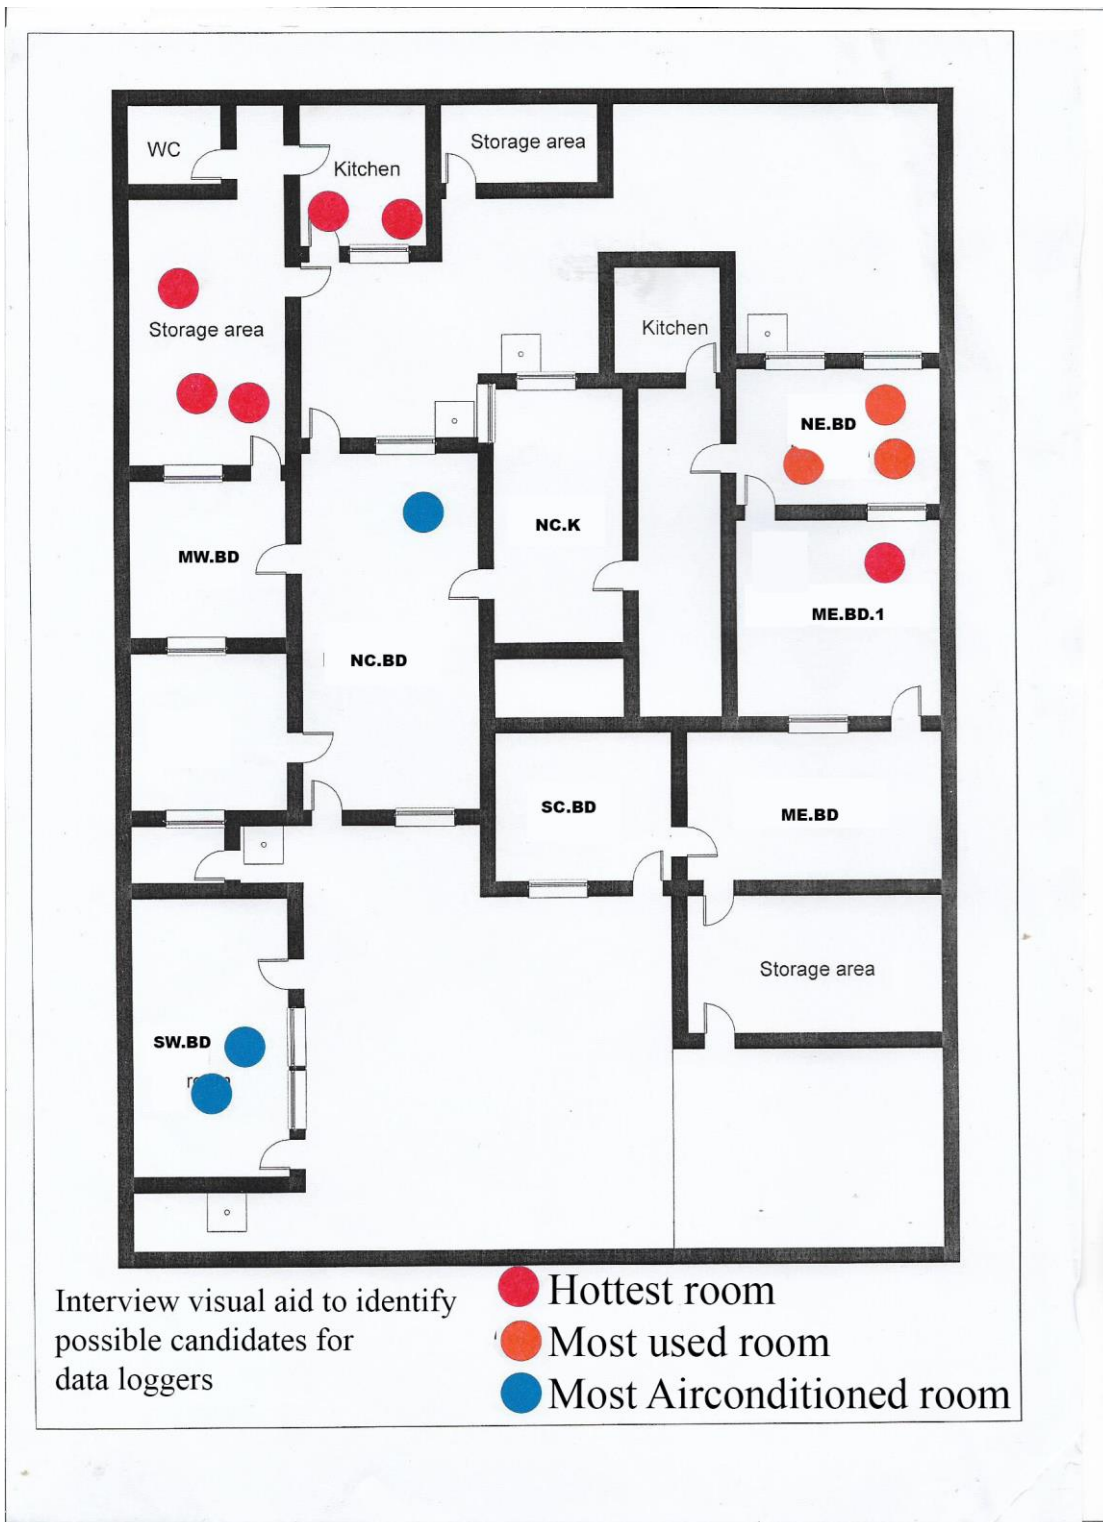 WC
Kitchen
Storage area
Storage area
Kitchen
NE.BD
NC.K
MW.BD
ME.BD.1
NC.BD
SC.BD
ME.BD
Storage area
SW.BD
Interview visual aid to identify
possible candidates for
data loggers
Hottest room
Most used room
Most Airconditioned room